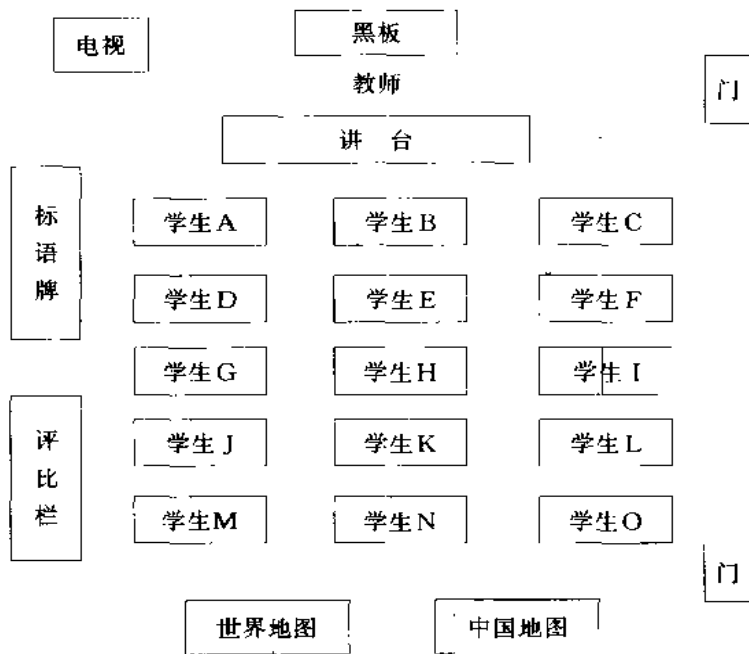 电视
黑板
教师
门
讲 台
标语牌
学生A 学生B 学生C
学生D 学生E 学生F
学生G 学生H 学生I
评比栏
学生J 学生K 学生L
学生M 学生N 学生O
门
世界地图 中国地图